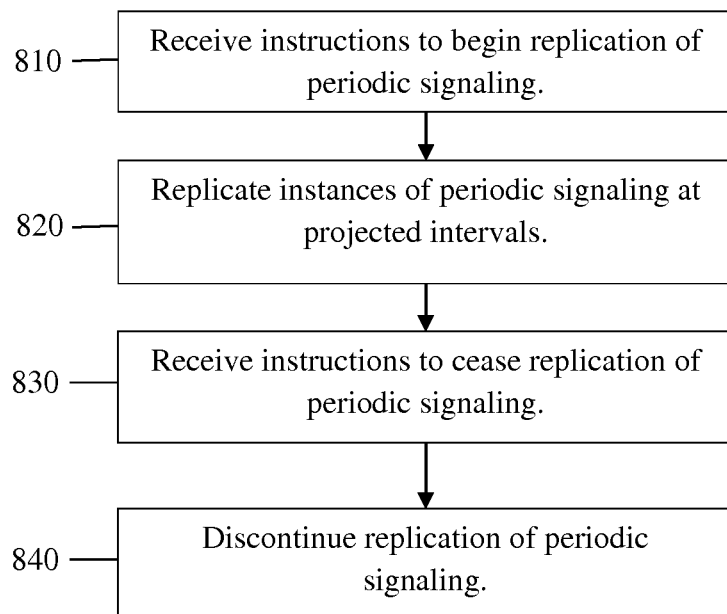 810
Receive instructions to begin replication of
periodic signaling.
820
Replicate instances of periodic signaling at
projected intervals.
830
Receive instructions to cease replication of
periodic signaling.
840
Discontinue replication of periodic
signaling.